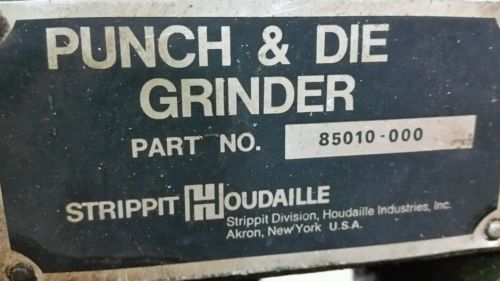 PUNCH & DIE
GRINDER
PART NO. 85010-000
STRIPPIT HOUDAILLE
Strippit Division, Houdaille Industries, Inc.
Akron, New York U.S.A.